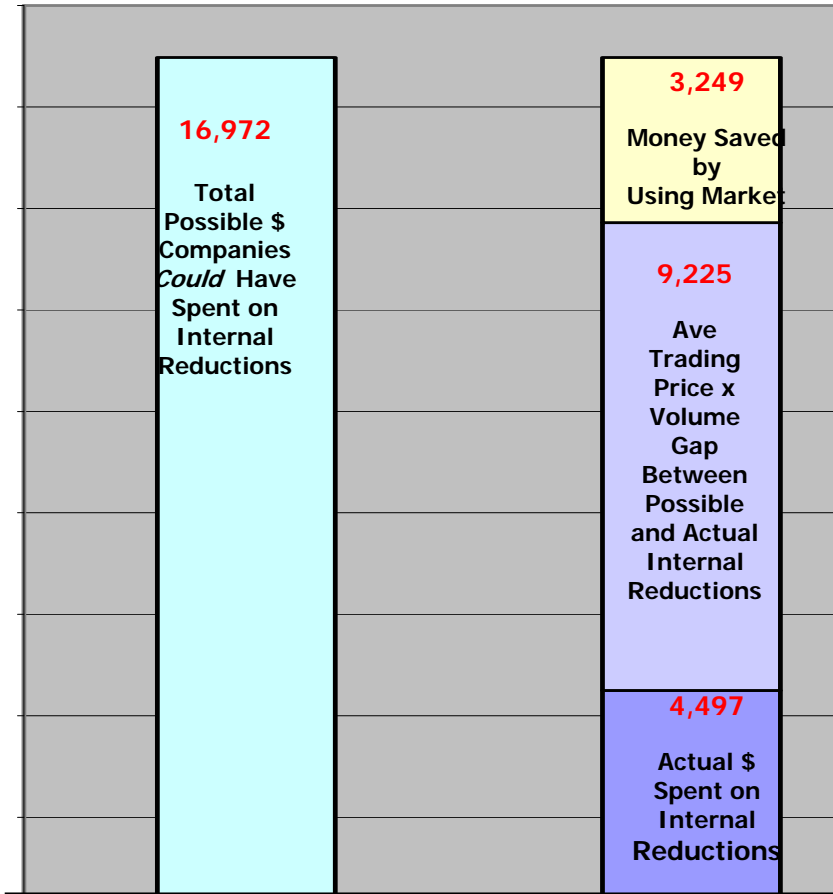 16,972
Total
Possible $
Companies
Could Have
Spent on
Internal
Reductions
3,249
Money Saved
by
Using Market
9,225
Ave
Trading
Price x
Volume
Gap
Between
Possible
and Actual
Internal
Reductions
4,497
Actual $
Spent on
Internal
Reductions